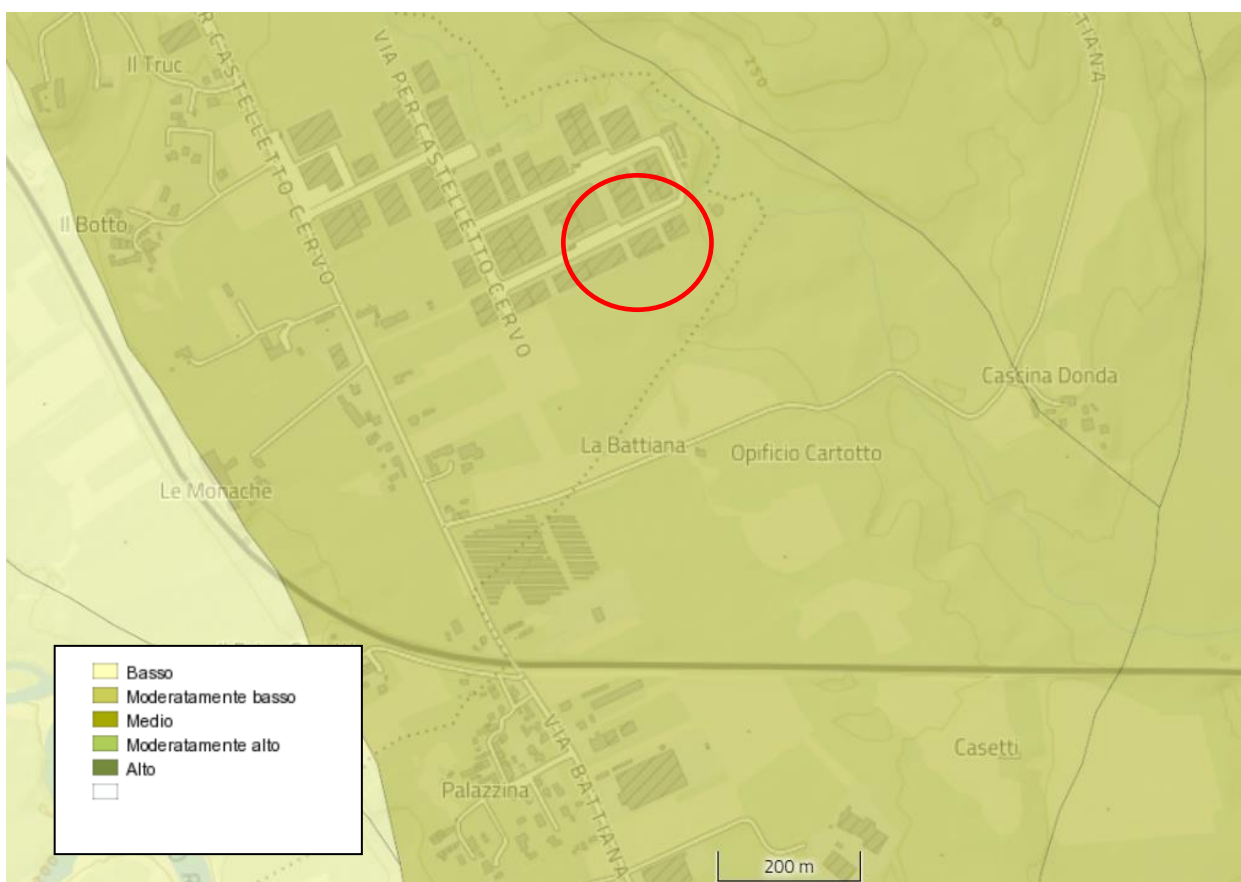 Il Truc
R CASTELLETTO CERVO
VIA PER CASTELLETTO CERVO
TTIANA
250
Il Botto
Cascina Donda
La Battiana
Opificio Cartotto
Le Monache
Basso
Moderatamente basso
Medio
Moderatamente alto
Alto
VIA BATTIANA
Casetti
Palazzina
200 m